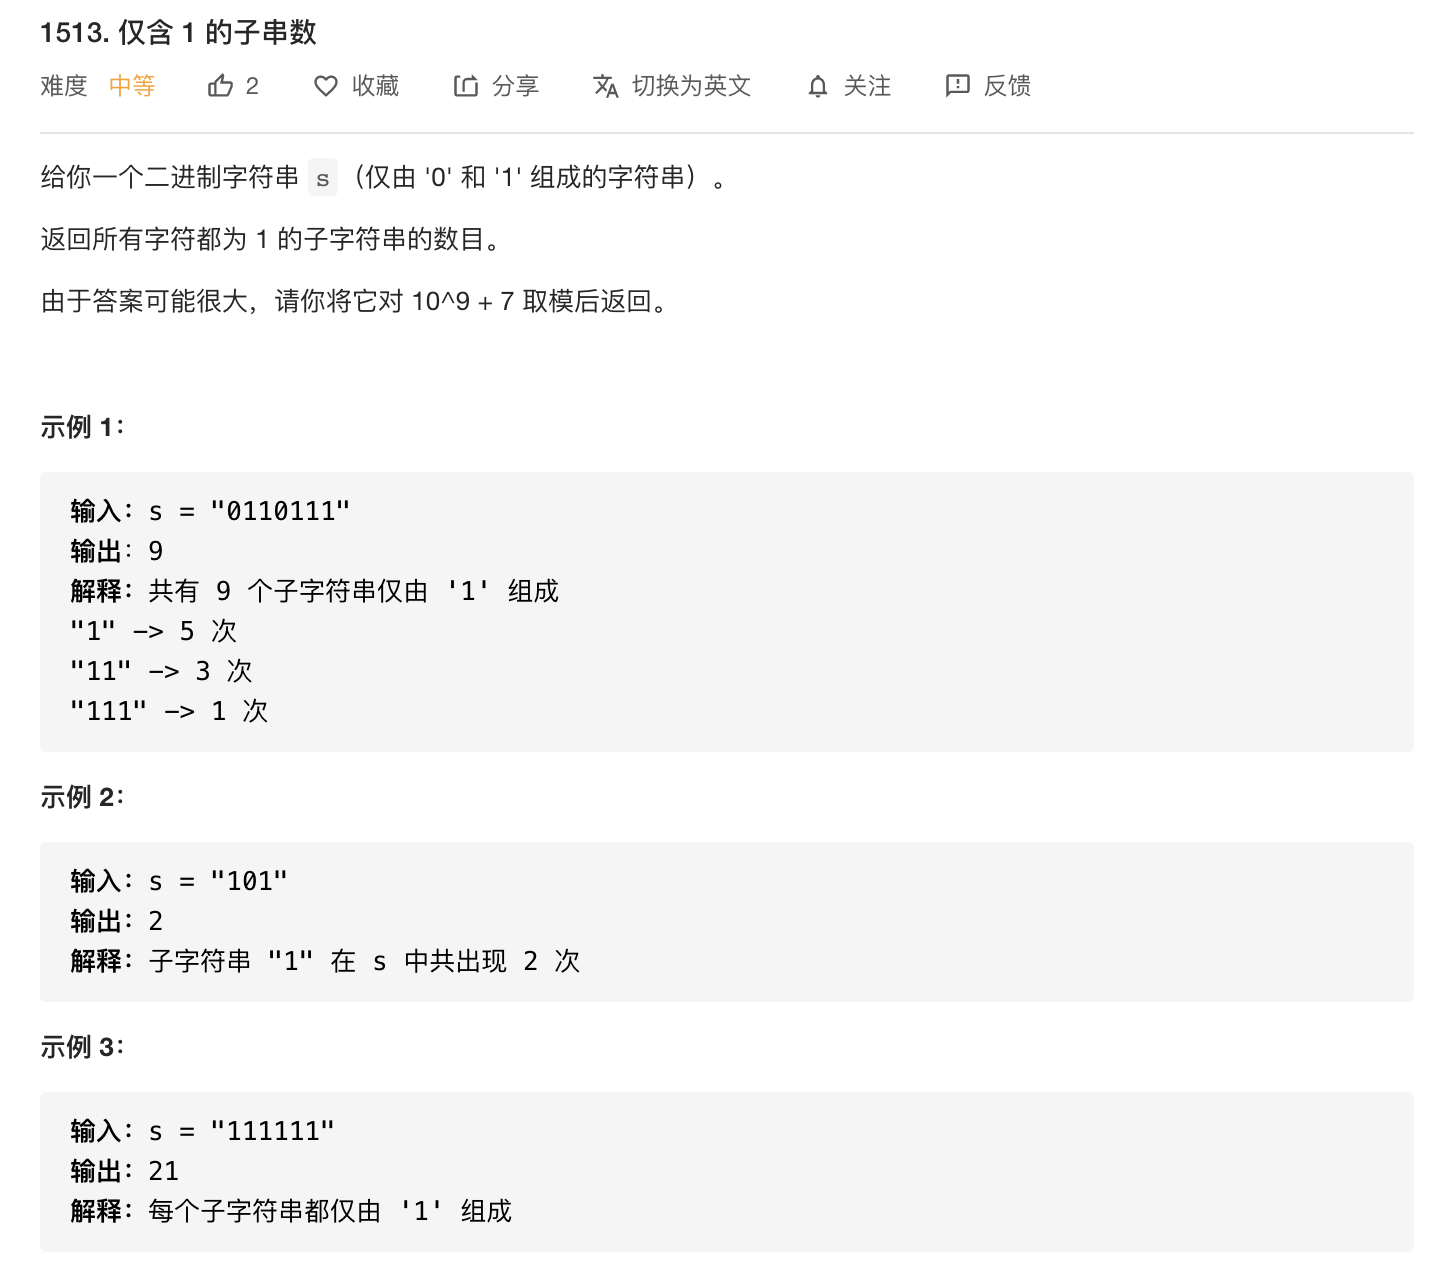 1513. 仅含 1 的子串数
难度 中等 2 收藏 分享 切换为英文 关注 反馈
给你一个二进制字符串 s（仅由 '0' 和 '1' 组成的字符串）。
返回所有字符都为 1 的子字符串的数目。
由于答案可能很大，请你将它对 10^9 + 7 取模后返回。
示例 1：
输入：s = "0110111"
输出：9
解释：共有 9 个子字符串仅由 '1' 组成
"1" -> 5 次
"11" -> 3 次
"111" -> 1 次
示例 2：
输入：s = "101"
输出：2
解释：子字符串 "1" 在 s 中共出现 2 次
示例 3：
输入：s = "111111"
输出：21
解释：每个子字符串都仅由 '1' 组成